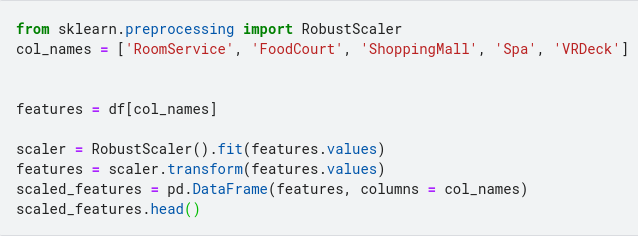 from sklearn.preprocessing import RobustScaler
col_names = ['RoomService', 'FoodCourt', 'ShoppingMall', 'Spa', 'VRDeck']
features = df[col_names]
scaler = RobustScaler().fit(features.values)
features = scaler.transform(features.values)
scaled_features = pd.DataFrame(features, columns = col_names)
scaled_features.head()